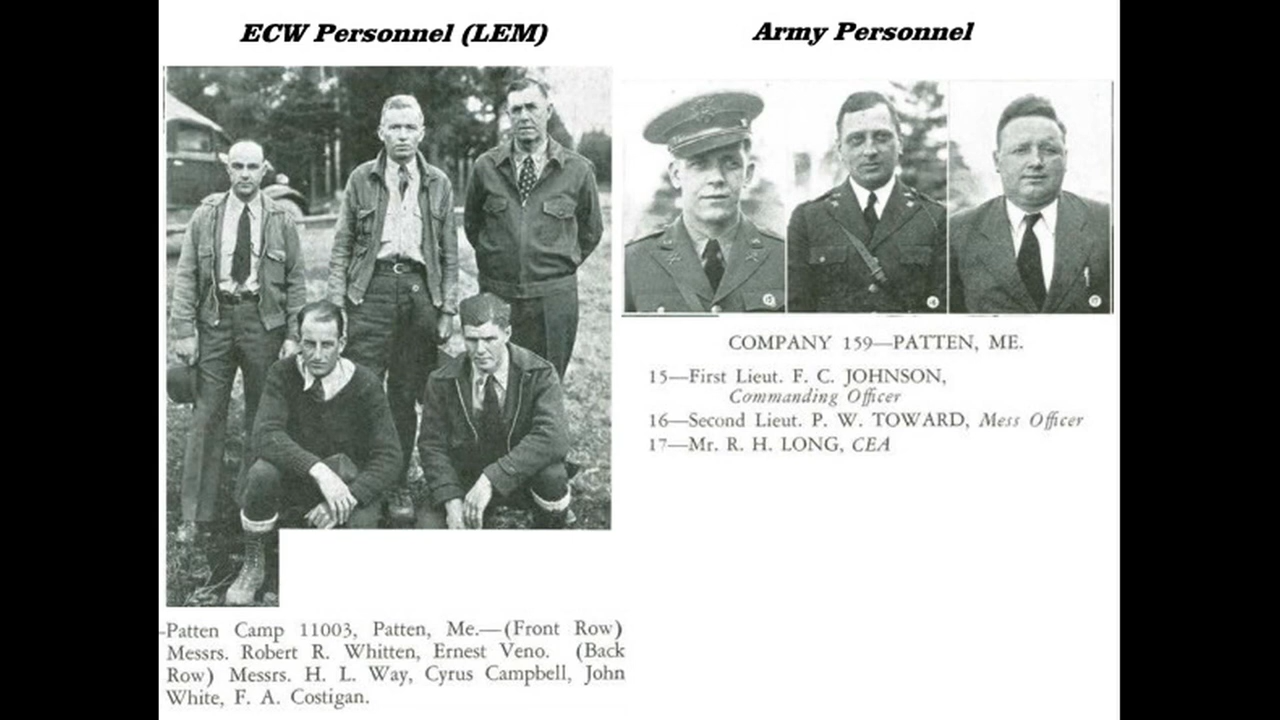 ECW Personnel (LEM)
Army Personnel
COMPANY 159—PATTEN, ME.
15—First Lieut. F. C. JOHNSON,
Commanding Officer
16—Second Lieut. P. W. TOWARD, Mess Officer
17—Mr. R. H. LONG, CEA
-Patten Camp 11003, Patten, Me.—(Front Row)
Messrs. Robert R. Whitten, Ernest Veno. (Back
Row) Messrs. H. L. Way, Cyrus Campbell, John
White, F. A. Costigan.